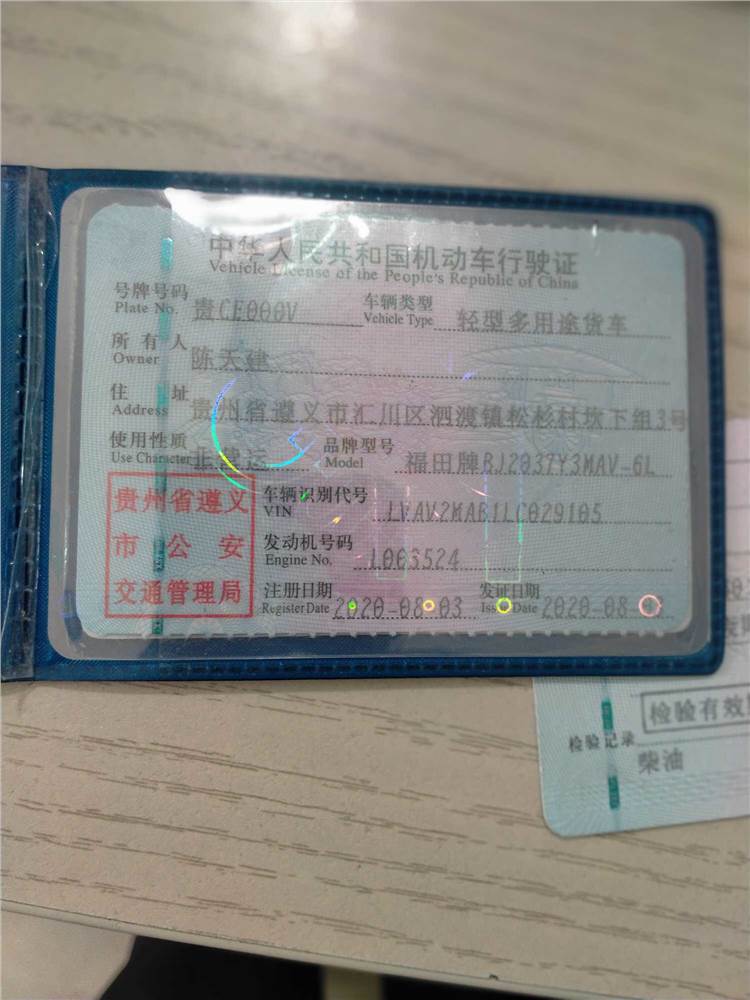 中华人民共和国机动车行驶证
Vehicle License of the People's Republic of China
号牌号码 贵CE000V 车辆类型 轻型多用途货车
Plate No. Vehicle Type
所有人 陈天建
Owner
住址 贵州省遵义市汇川区泗渡镇松杉村坎下组3号
Address
使用性质 非营运 品牌型号 福田牌BJ2037Y3MAV-6L
Use Character Model
贵州省遵义
市公安
交通管理局
车辆识别代号 LVAV2MAB1LC029105
VIN
发动机号码 L063524
Engine No.
注册日期 2020-08-03 发证日期 2020-08-
Register Date Issue Date
检验有效
检验记录
柴油